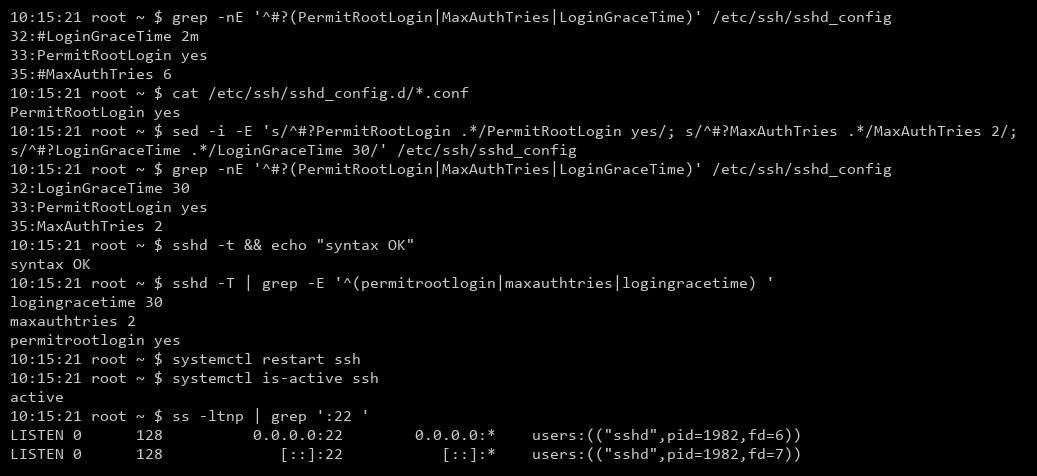 10:15:21 root ~ $ grep -nE '^#?(PermitRootLogin|MaxAuthTries|LoginGraceTime)' /etc/ssh/sshd_config
32:#LoginGraceTime 2m
33:PermitRootLogin yes
35:#MaxAuthTries 6
10:15:21 root ~ $ cat /etc/ssh/sshd_config.d/*.conf
PermitRootLogin yes
10:15:21 root ~ $ sed -i -E 's/^#?PermitRootLogin .*/PermitRootLogin yes/; s/^#?MaxAuthTries .*/MaxAuthTries 2/;
s/^#?LoginGraceTime .*/LoginGraceTime 30/' /etc/ssh/sshd_config
10:15:21 root ~ $ grep -nE '^#?(PermitRootLogin|MaxAuthTries|LoginGraceTime)' /etc/ssh/sshd_config
32:LoginGraceTime 30
33:PermitRootLogin yes
35:MaxAuthTries 2
10:15:21 root ~ $ sshd -t && echo "syntax OK"
syntax OK
10:15:21 root ~ $ sshd -T | grep -E '^(permitrootlogin|maxauthtries|logingracetime) '
logingracetime 30
maxauthtries 2
permitrootlogin yes
10:15:21 root ~ $ systemctl restart ssh
10:15:21 root ~ $ systemctl is-active ssh
active
10:15:21 root ~ $ ss -ltnp | grep ':22 '
LISTEN 0      128          0.0.0.0:22        0.0.0.0:*    users:(("sshd",pid=1982,fd=6))
LISTEN 0      128             [::]:22           [::]:*    users:(("sshd",pid=1982,fd=7))